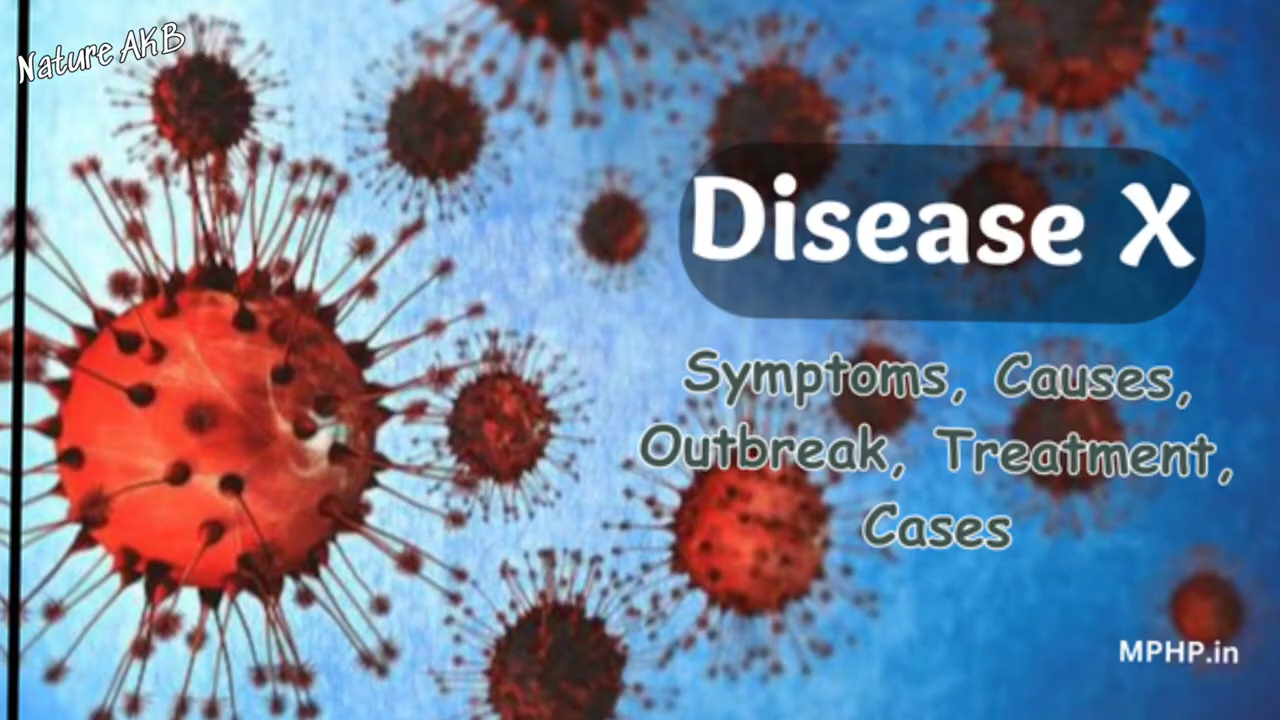 Nature AKB
Disease X
Symptoms, Causes,
Outbreak, Treatment,
Cases
MPHP.in